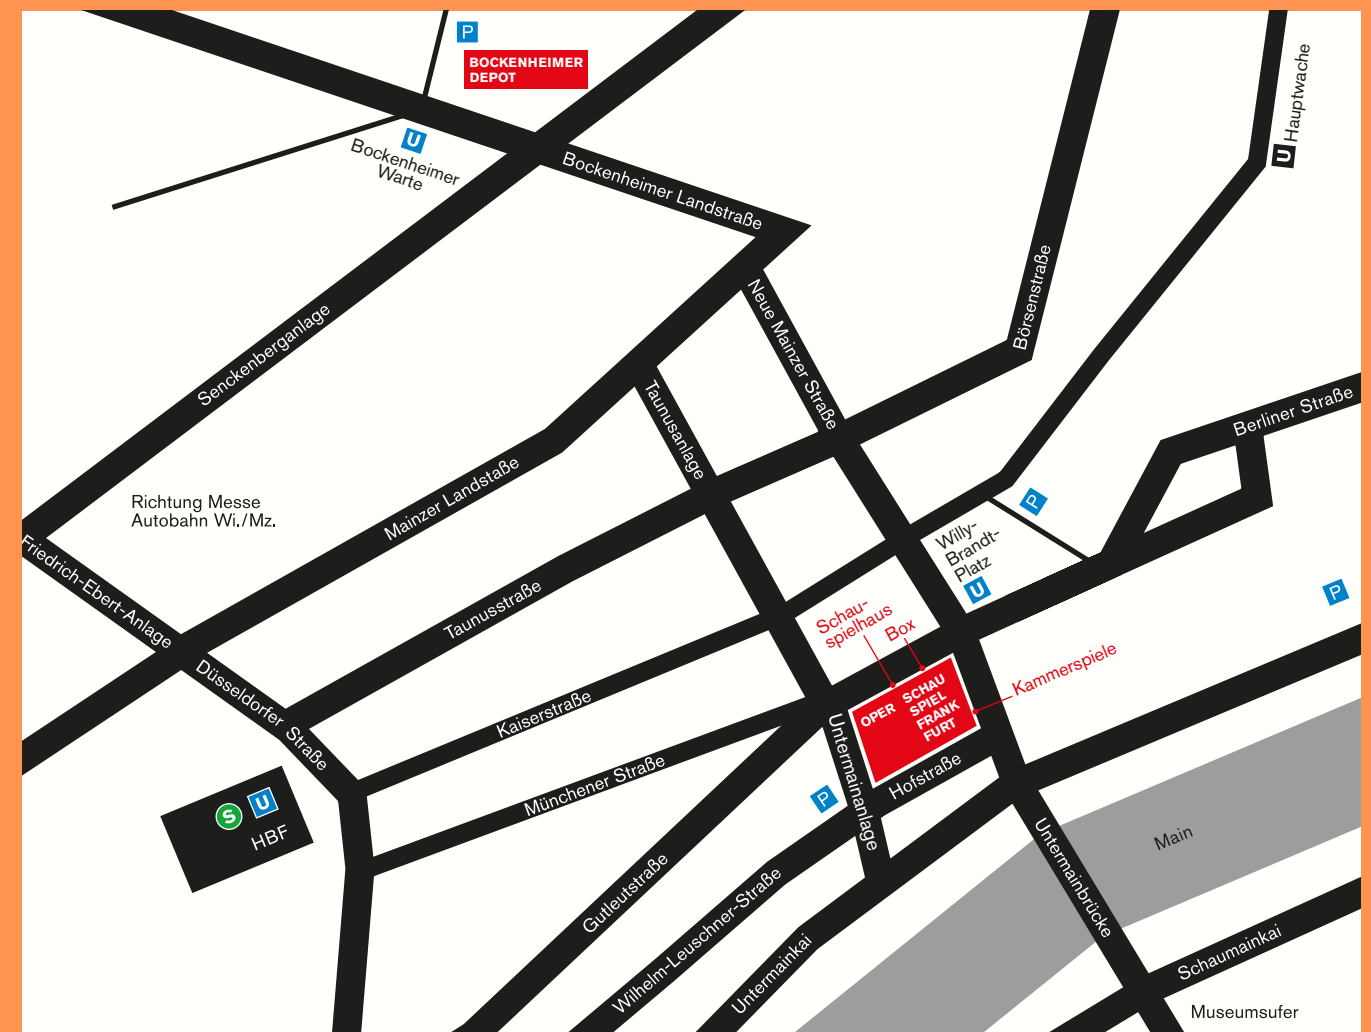 P
BOCKENHEIMER
DEPOT
U
Bockenheimer
Warte
Bockenheimer Landstraße
U Hauptwache
Senckenberganlage
Neue Mainzer Straße
Börsenstraße
Taunusanlage
Berliner Straße
Mainzer Landstaße
Richtung Messe
Autobahn Wi./Mz.
P
Willy-
Brandt-
Platz
U
P
Friedrich-Ebert-Anlage
Taunusstraße
Schau-
spielhaus
Box
Kammerspiele
Düsseldorfer Straße
Kaiserstraße
OPER
SCHAU
SPIEL
FRANK
FURT
Untermainanlage
Münchener Straße
Hofstraße
P
S
U
HBF
Main
Untermainbrücke
Gutleutstraße
Wilhelm-Leuschner-Straße
Untermainkai
Schaumainkai
Museumsufer